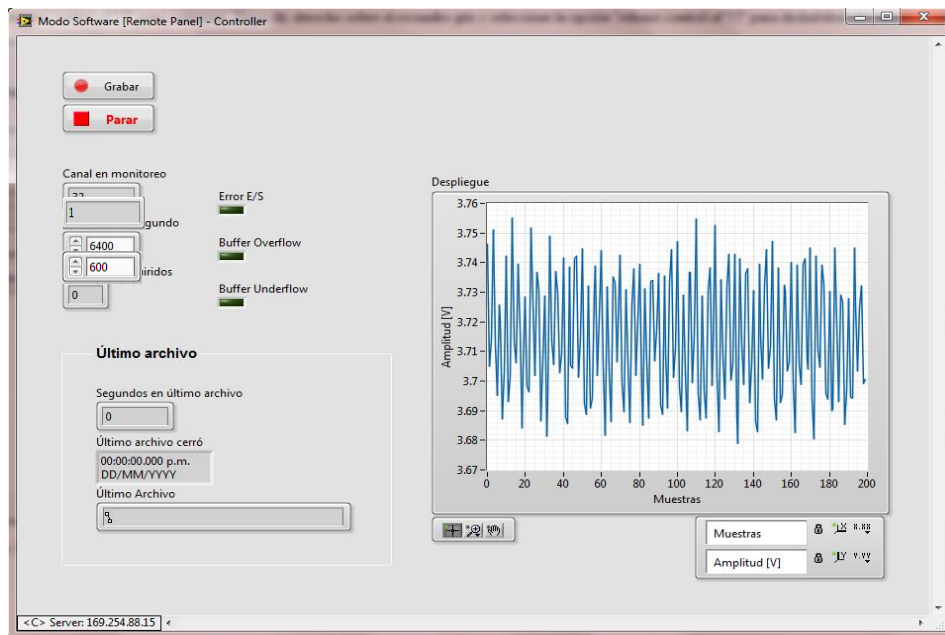 Modo Software [Remote Panel] - Controller
Grabar
Parar
Canal en monitoreo
1
gundo
6400
600
iridos
0
Error E/S
Buffer Overflow
Buffer Underflow
Último archivo
Segundos en último archivo
0
Último archivo cerró
00:00:00.000 p.m.
DD/MM/YYYY
Último Archivo
Despliegue
Amplitud [V]
3.76
3.75
3.74
3.73
3.72
3.71
3.7
3.69
3.68
3.67
0 20 40 60 80 100 120 140 160 180 200
Muestras
Muestras
Amplitud [V]
<C> Server: 169.254.88.15